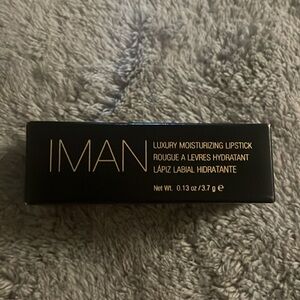 IMAN
LUXURY MOISTURIZING LIPSTICK
ROUGE A LEVRES HYDRATANT
LÁPIZ LABIAL HIDRATANTE
Net Wt. 0.13 oz / 3.7 g ℮